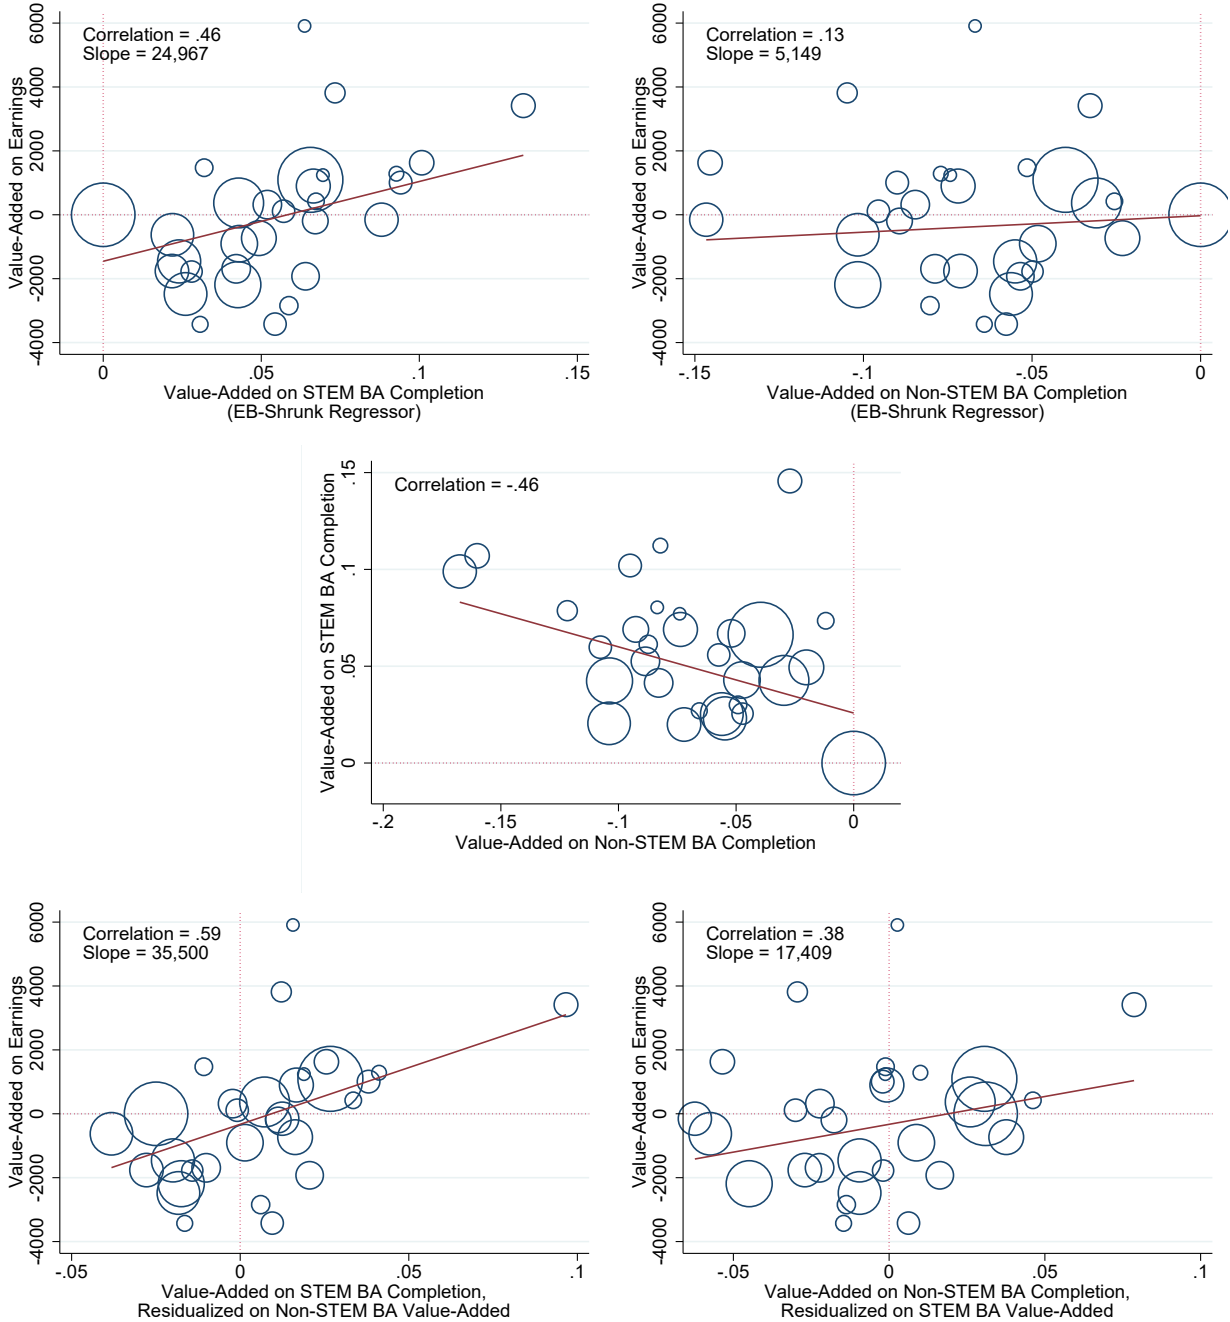 Correlation = .46
Slope = 24,967
Value-Added on Earnings
6000
4000
2000
0
-2000
-4000
0
.05
.1
.15
Value-Added on STEM BA Completion
(EB-Shrunk Regressor)
Correlation = .13
Slope = 5,149
Value-Added on Earnings
6000
4000
2000
0
-2000
-4000
-.15
-.1
-.05
0
Value-Added on Non-STEM BA Completion
(EB-Shrunk Regressor)
Correlation = -.46
Value-Added on STEM BA Completion
.15
.1
.05
0
-.2
-.15
-.1
-.05
0
Value-Added on Non-STEM BA Completion
Correlation = .59
Slope = 35,500
Value-Added on Earnings
6000
4000
2000
0
-2000
-4000
-.05
0
.05
.1
Value-Added on STEM BA Completion,
Residualized on Non-STEM BA Value-Added
Correlation = .38
Slope = 17,409
Value-Added on Earnings
6000
4000
2000
0
-2000
-4000
-.05
0
.05
.1
Value-Added on Non-STEM BA Completion,
Residualized on STEM BA Value-Added